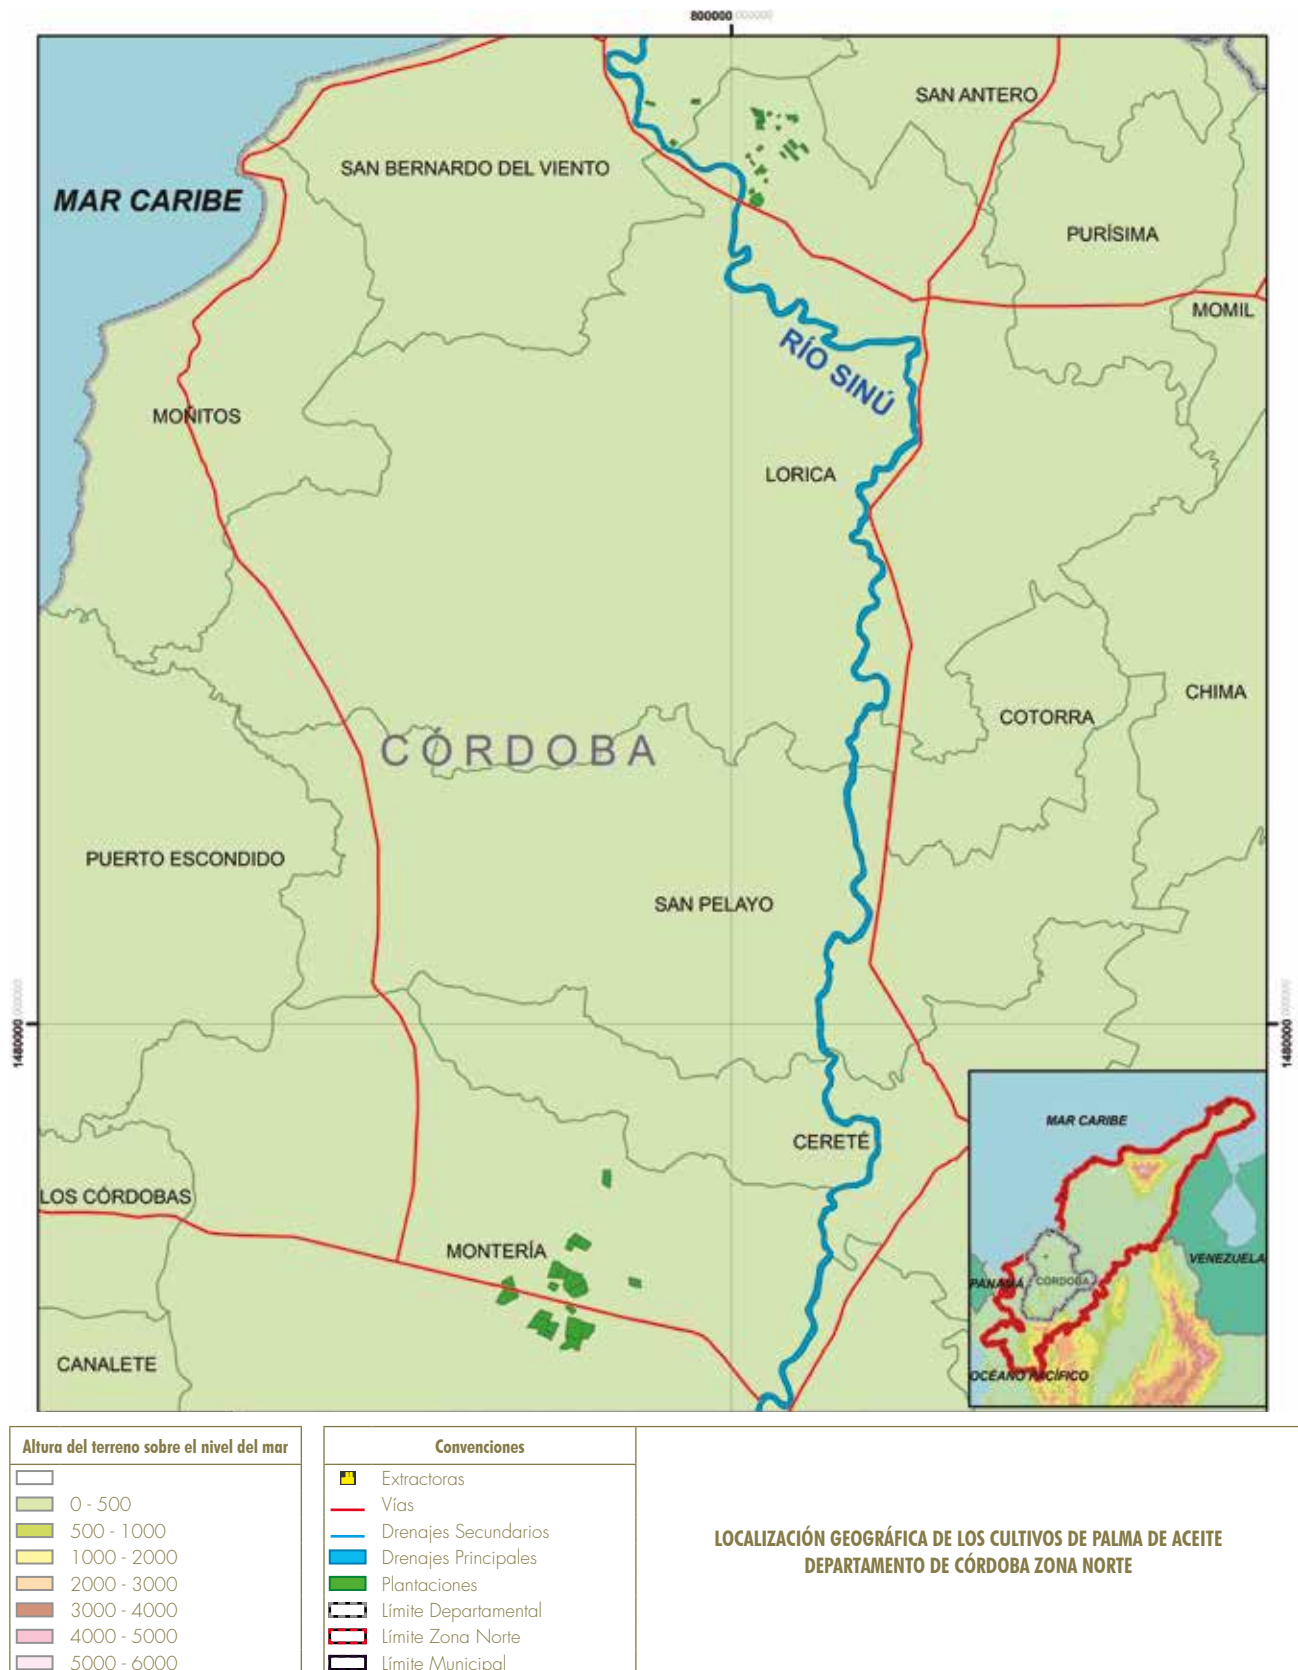 800000 000000
SAN ANTERO
SAN BERNARDO DEL VIENTO
MAR CARIBE
PURÍSIMA
MOMIL
RÍO SINÚ
MOÑITOS
LORICA
CHIMA
COTORRA
CÓRDOBA
PUERTO ESCONDIDO
SAN PELAYO
1480000 000000
1480000 000000
MAR CARIBE
CERETÉ
LOS CÓRDOBAS
MONTERÍA
VENEZUELA
PANAMÁ
CÓRDOBA
CANALETE
OCÉANO PACÍFICO
Altura del terreno sobre el nivel del mar
0 - 500
500 - 1000
1000 - 2000
2000 - 3000
3000 - 4000
4000 - 5000
5000 - 6000
Convenciones
Extractoras
Vías
Drenajes Secundarios
Drenajes Principales
Plantaciones
Límite Departamental
Límite Zona Norte
Límite Municipal
LOCALIZACIÓN GEOGRÁFICA DE LOS CULTIVOS DE PALMA DE ACEITE
DEPARTAMENTO DE CÓRDOBA ZONA NORTE